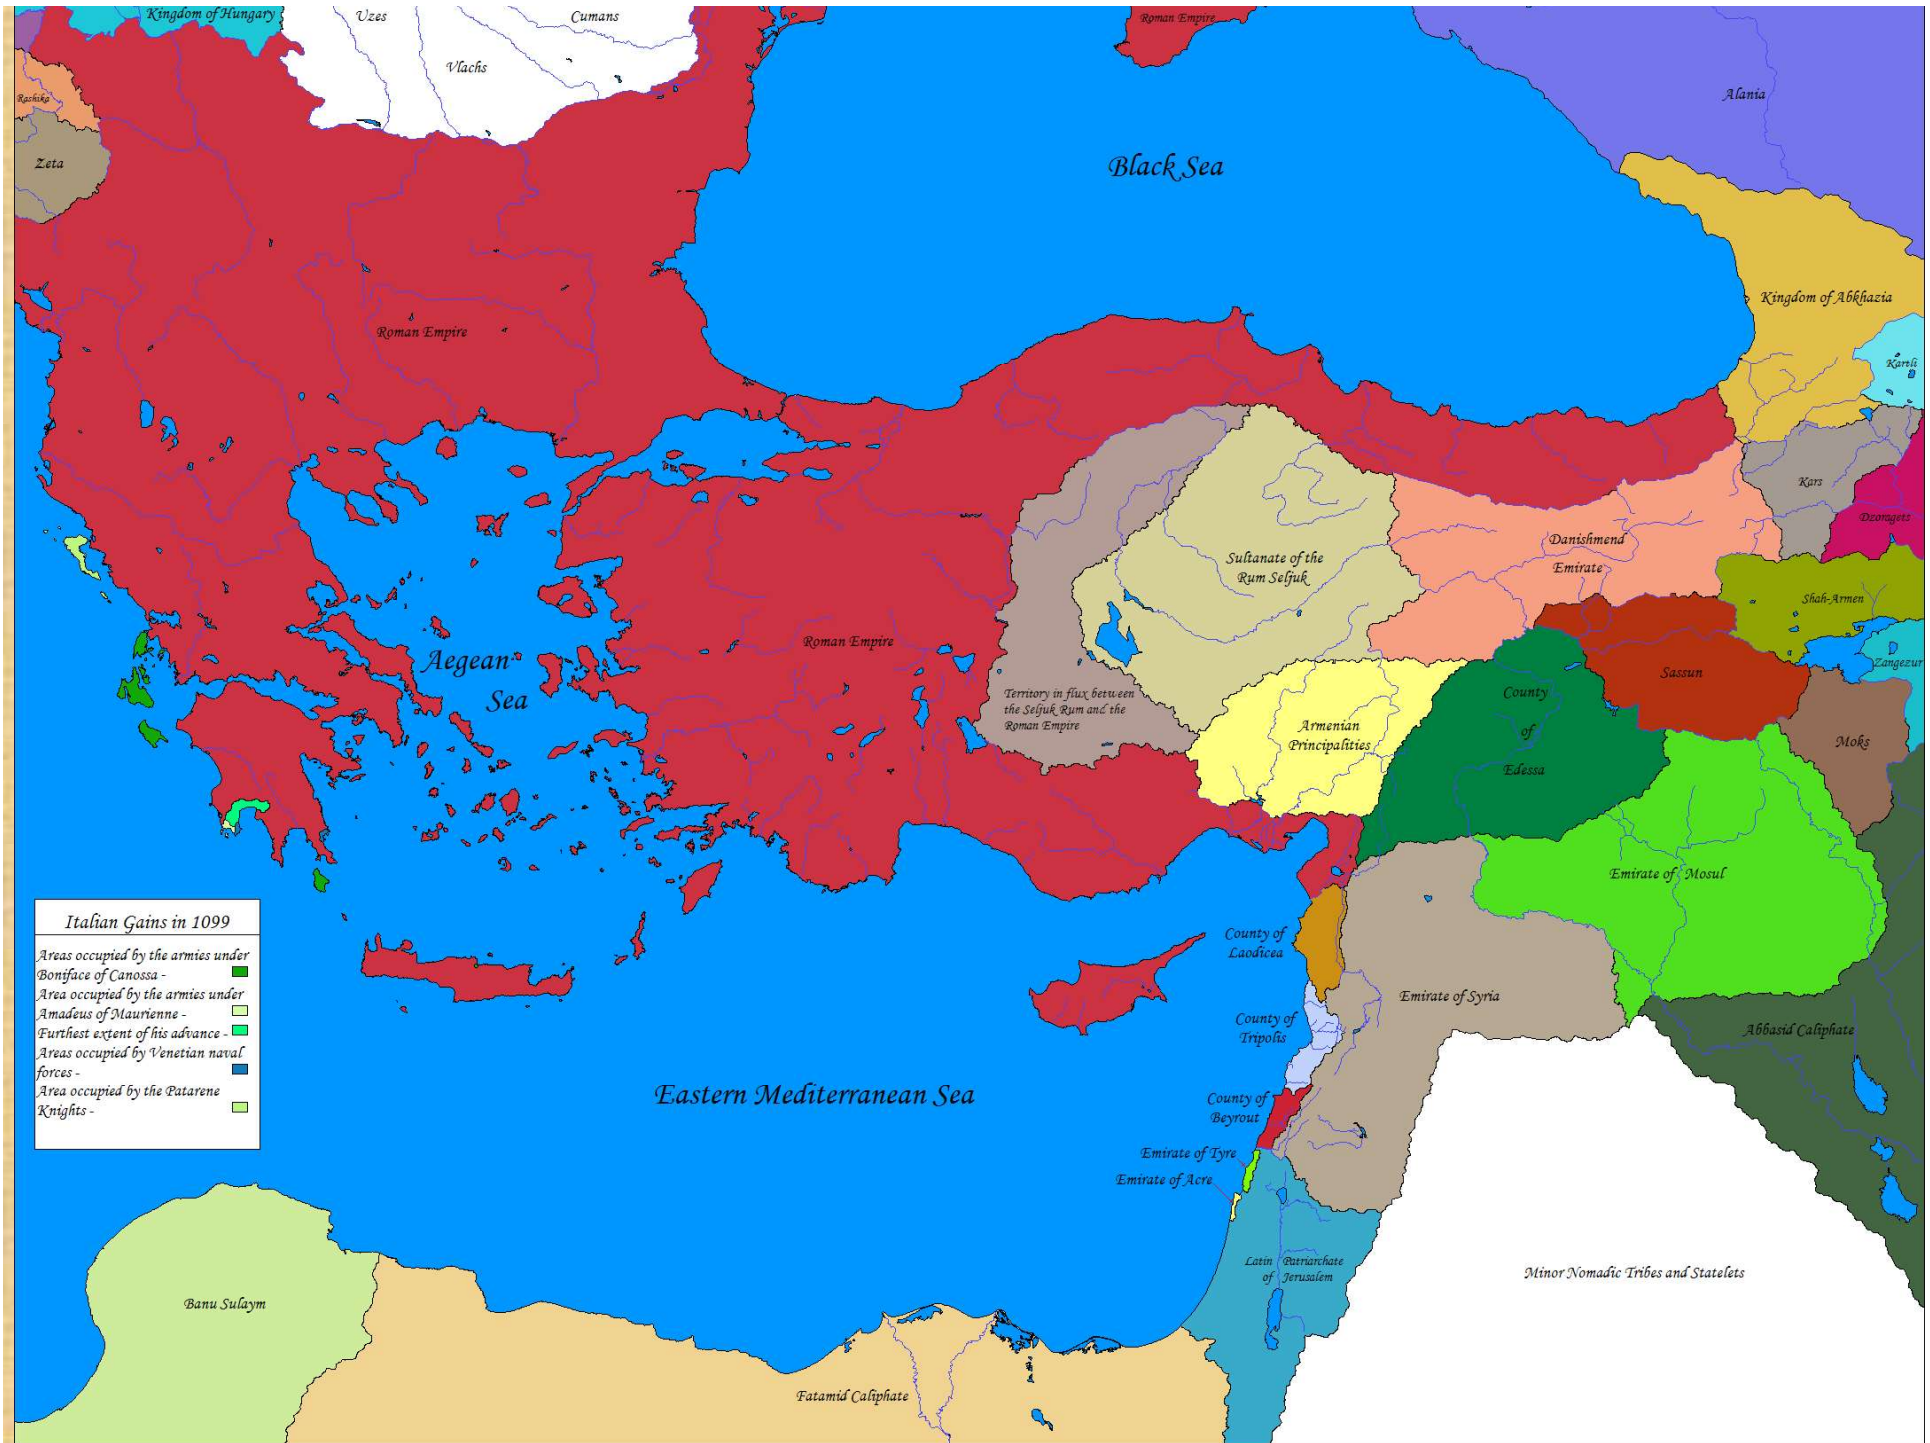 Kingdom of Hungary
Uzes
Cumans
Roman Empire
Vlachs
Alania
Rashika
Zeta
Black Sea
Kingdom of Abkhazia
Roman Empire
Kartli
Kars
Dzoragets
Danishmend
Emirate
Sultanate of the
Rum Seljuk
Shah-Armen
Roman Empire
Aegean
Sea
Zangezur
Sassun
County
of
Edessa
Territory in flux between
the Seljuk Rum and the
Roman Empire
Armenian
Principalities
Moks
Emirate of Mosul
Italian Gains in 1099
Areas occupied by the armies under
Boniface of Canossa -
Area occupied by the armies under
Amadeus of Maurienne -
Furthest extent of his advance -
Areas occupied by Venetian naval
forces -
Area occupied by the Patarene
Knights -
County of
Laodicea
Emirate of Syria
County of
Tripolis
Abbasid Caliphate
Eastern Mediterranean Sea
County of
Beyrout
Emirate of Tyre
Emirate of Acre
Latin Patriarchate
of Jerusalem
Minor Nomadic Tribes and Statelets
Banu Sulaym
Fatamid Caliphate